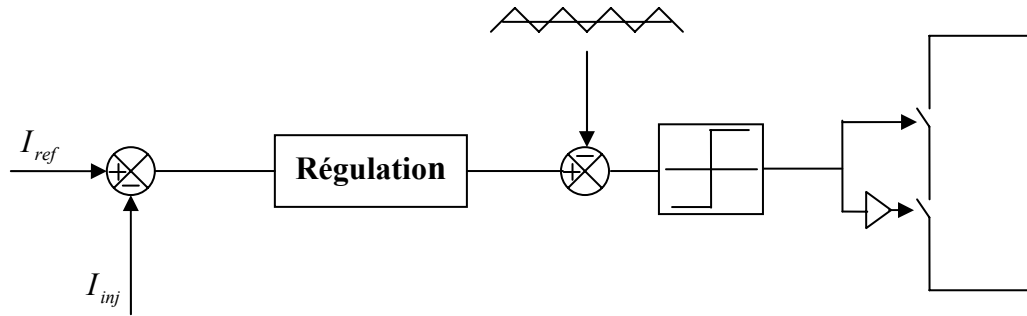 I_ref
+
−
I_inj
Régulation
−
+